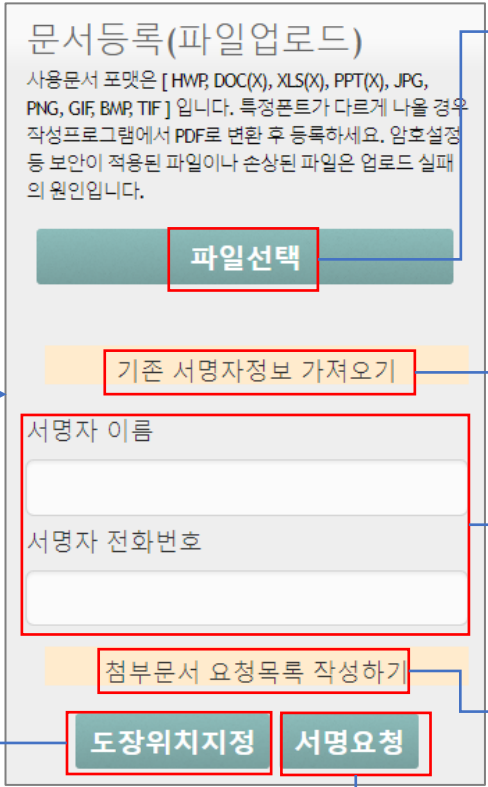 문서등록(파일업로드)
사용문서 포맷은 [ HWP, DOC(X), XLS(X), PPT(X), JPG,
PNG, GIF, BMP, TIF ] 입니다. 특정폰트가 다르게 나올 경우
작성프로그램에서 PDF로 변환 후 등록하세요. 암호설정
등 보안이 적용된 파일이나 손상된 파일은 업로드 실패
의 원인입니다.
파일선택
기존 서명자정보 가져오기
서명자 이름
서명자 전화번호
첨부문서 요청목록 작성하기
도장위치지정 서명요청